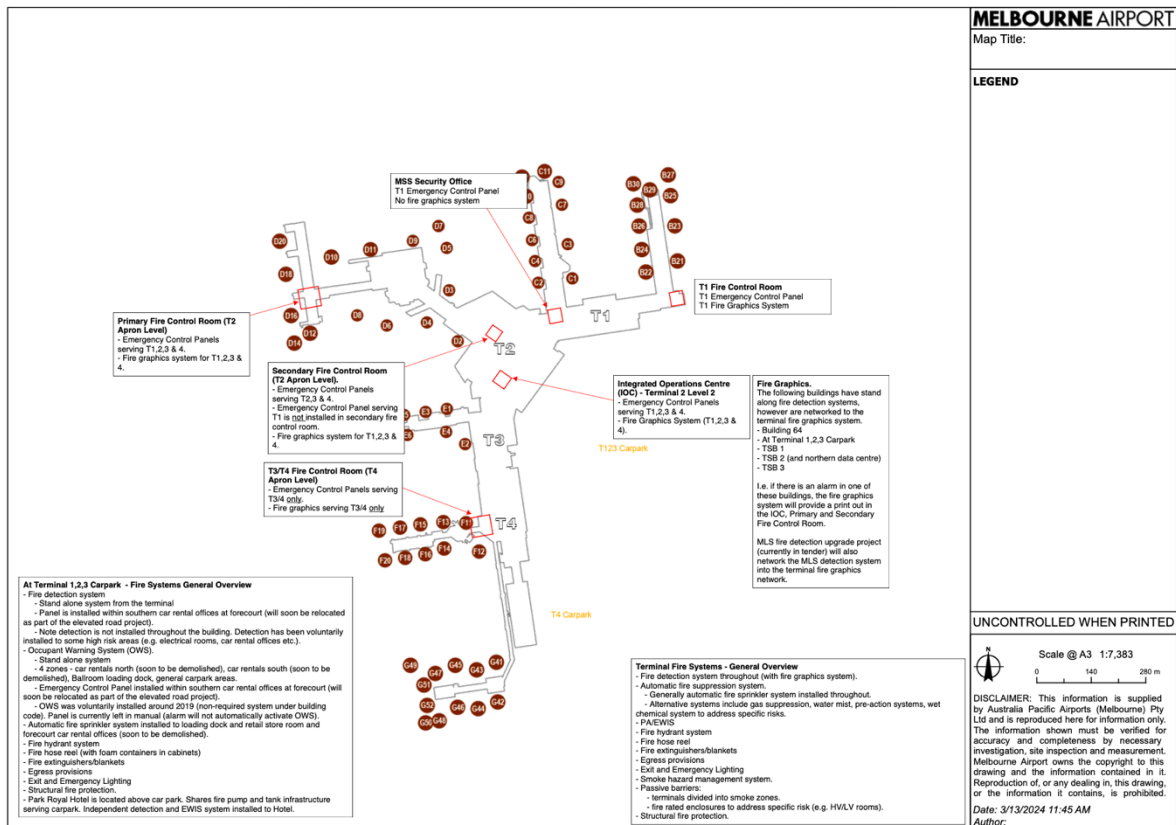 MELBOURNE AIRPORT
Map Title:
LEGEND
MSS Security Office
T1 Emergency Control Panel
No fire graphics system
C11
C9
C7
C8
C6
C3
C4
C2
C1
B27
B30
B29
B25
B28
B26
B23
B24
B21
B22
D20
D18
D16
D14
D12
D10
D11
D9
D7
D5
D3
D8
D6
D4
D2
T1
T2
T3
T4
T1 Fire Control Room
T1 Emergency Control Panel
T1 Fire Graphics System
Primary Fire Control Room (T2
Apron Level)
- Emergency Control Panels
serving T1,2,3 & 4.
- Fire graphics system for T1,2,3 &
4.
Secondary Fire Control Room
(T2 Apron Level).
- Emergency Control Panels
serving T2,3 & 4.
- Emergency Control Panel serving
T1 is not installed in secondary fire
control room.
- Fire graphics system for T1,2,3 &
4.
Integrated Operations Centre
(IOC) - Terminal 2 Level 2
- Emergency Control Panels
serving T1,2,3 & 4.
- Fire Graphics System (T1,2,3 &
4).
Fire Graphics.
The following buildings have stand
along fire detection systems,
however are networked to the
terminal fire graphics system.
- Building 64
- At Terminal 1,2,3 Carpark
- TSB 1
- TSB 2 (and northern data centre)
- TSB 3
I.e. if there is an alarm in one of
these buildings, the fire graphics
system will provide a print out in
the IOC, Primary and Secondary
Fire Control Room.
MLS fire detection upgrade project
(currently in tender) will also
network the MLS detection system
into the terminal fire graphics
network.
E3
E1
E4
E2
T123 Carpark
T3/T4 Fire Control Room (T4
Apron Level)
- Emergency Control Panels serving
T3/4 only.
- Fire graphics serving T3/4 only
F19
F17
F15
F13
F11
F20
F18
F16
F14
F12
T4 Carpark
G49
G47
G45
G43
G41
G51
G52
G50
G48
G46
G44
G42
At Terminal 1,2,3 Carpark - Fire Systems General Overview
- Fire detection system
- Stand alone system from the terminal
- Panel is installed within southern car rental offices at forecourt (will soon be relocated
as part of the elevated road project).
- Note detection is not installed throughout the building. Detection has been voluntarily
installed to some high risk areas (e.g. electrical rooms, car rental offices etc.).
- Occupant Warning System (OWS).
- Stand alone system
- 4 zones - car rentals north (soon to be demolished), car rentals south (soon to be
demolished), Ballroom loading dock, general carpark areas.
- Emergency Control Panel installed within southern car rental offices at forecourt (will
soon be relocated as part of the elevated road project).
- OWS was voluntarily installed around 2019 (non-required system under building
code). Panel is currently left in manual (alarm will not automatically activate OWS).
- Automatic fire sprinkler system installed to loading dock and retail store room and
forecourt car rental offices (soon to be demolished).
- Fire hydrant system
- Fire hose reel (with foam containers in cabinets)
- Fire extinguishers/blankets
- Egress provisions
- Exit and Emergency Lighting
- Structural fire protection.
- Park Royal Hotel is located above car park. Shares fire pump and tank infrastructure
serving carpark. Independent detection and EWIS system installed to Hotel.
Terminal Fire Systems - General Overview
- Fire detection system throughout (with fire graphics system).
- Automatic fire suppression system.
- Generally automatic fire sprinkler system installed throughout.
- Alternative systems include gas suppression, water mist, pre-action systems, wet
chemical system to address specific risks.
- PA/EWIS
- Fire hydrant system
- Fire hose reel
- Fire extinguishers/blankets
- Egress provisions
- Exit and Emergency Lighting
- Smoke hazard management system.
- Passive barriers:
- terminals divided into smoke zones.
- fire rated enclosures to address specific risk (e.g. HV/LV rooms).
- Structural fire protection.
UNCONTROLLED WHEN PRINTED
N
Scale @ A3 1:7,383
0 140 280 m
DISCLAIMER: This information is supplied
by Australia Pacific Airports (Melbourne) Pty
Ltd and is reproduced here for information only.
The information shown must be verified for
accuracy and completeness by necessary
investigation, site inspection and measurement.
Melbourne Airport owns the copyright to this
drawing and the information contained in it.
Reproduction of, or any dealing in, this drawing,
or the information it contains, is prohibited.
Date: 3/13/2024 11:45 AM
Author: